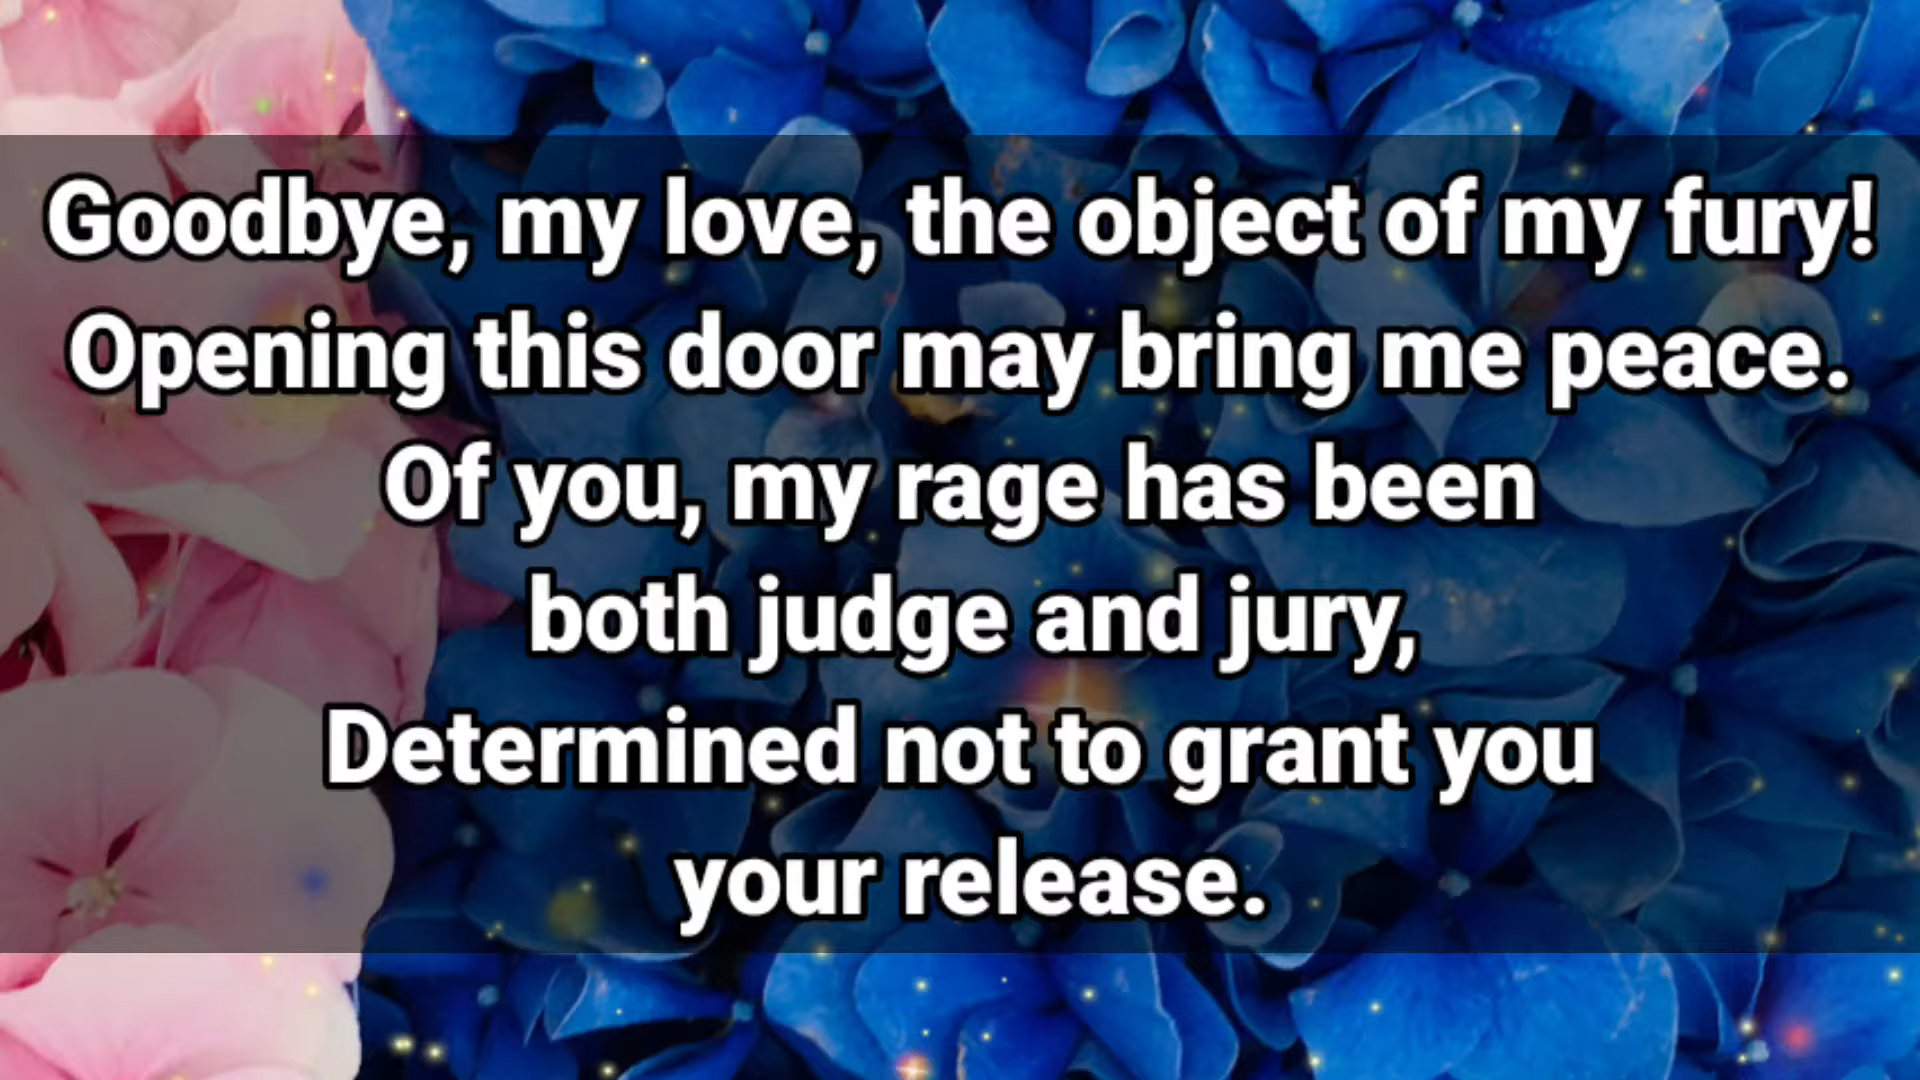 Goodbye, my love, the object of my fury!
Opening this door may bring me peace.
Of you, my rage has been
both judge and jury,
Determined not to grant you
your release.